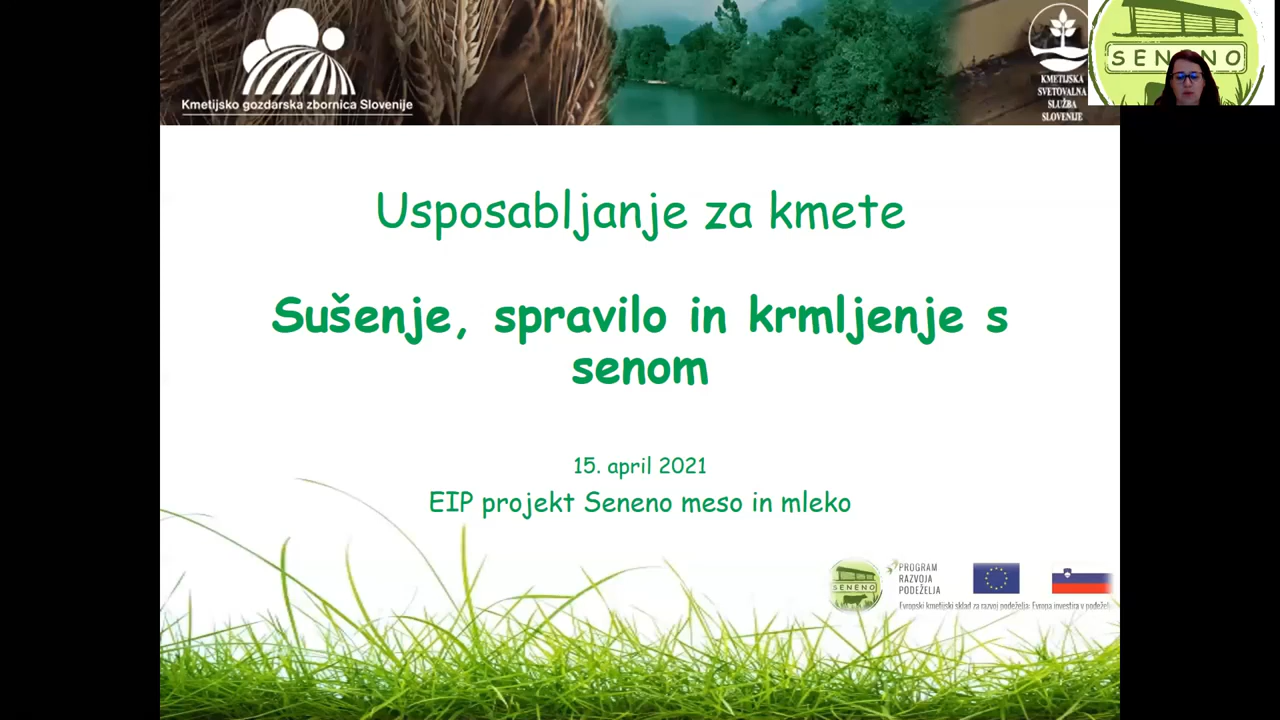 Kmetijsko gozdarska zbornica Slovenije
KMETIJSKA
SVETOVALNA
SLUŽBA
SLOVENIJE
SENENO
Usposabljanje za kmete
Sušenje, spravilo in krmljenje s
senom
15. april 2021
EIP projekt Seneno meso in mleko
SENENO
PROGRAM
RAZVOJA
PODEŽELJA
Evropski kmetijski sklad za razvoj podeželja: Evropa investira v podeželj